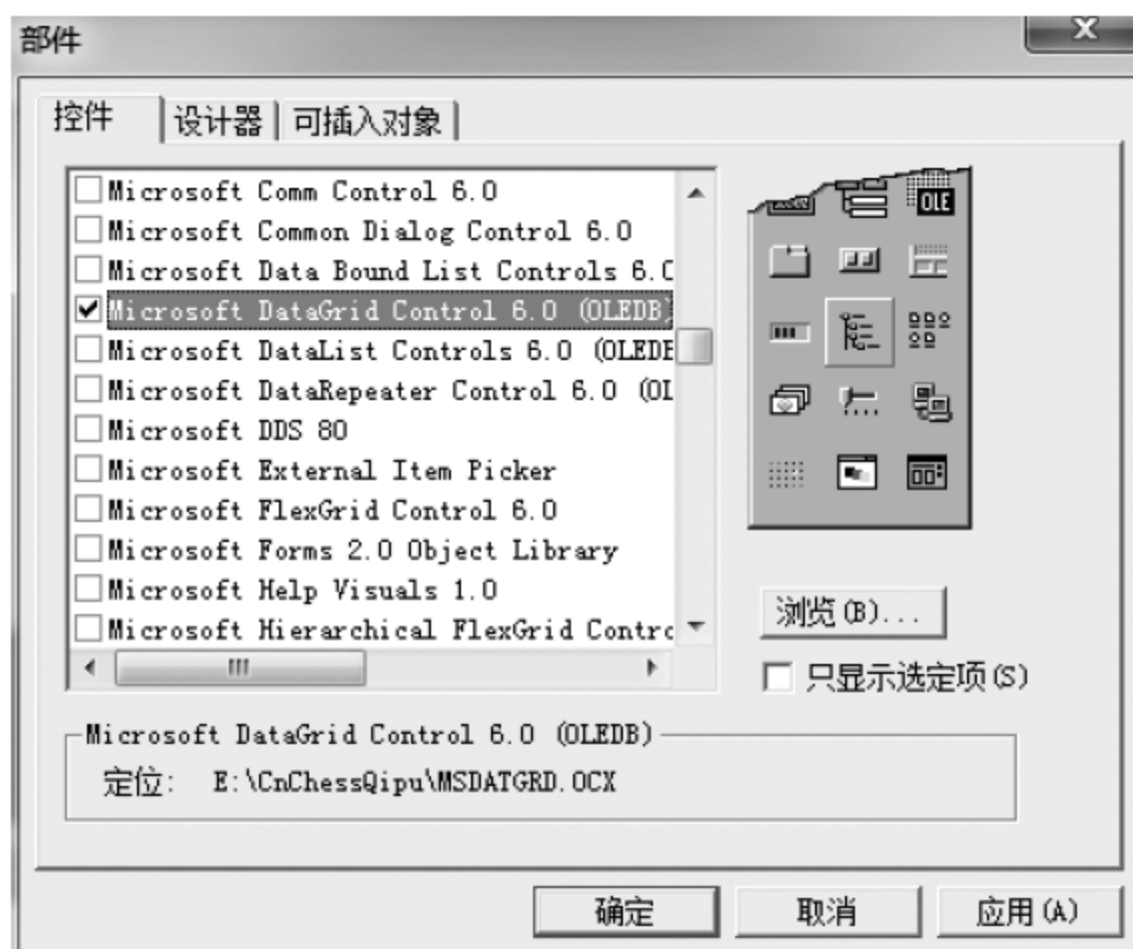 部件
控件 设计器 可插入对象
Microsoft Comm Control 6.0
Microsoft Common Dialog Control 6.0
Microsoft Data Bound List Controls 6.0
Microsoft DataGrid Control 6.0 (OLEDB)
Microsoft DataList Controls 6.0 (OLEDB
Microsoft DataRepeater Control 6.0 (OL
Microsoft DDS 80
Microsoft External Item Picker
Microsoft FlexGrid Control 6.0
Microsoft Forms 2.0 Object Library
Microsoft Help Visuals 1.0
Microsoft Hierarchical FlexGrid Contro
OLE
浏览(B)...
只显示选定项(S)
Microsoft DataGrid Control 6.0 (OLEDB)
定位: E:\CnChessQipu\MSDATGRD.OCX
确定 取消 应用(A)